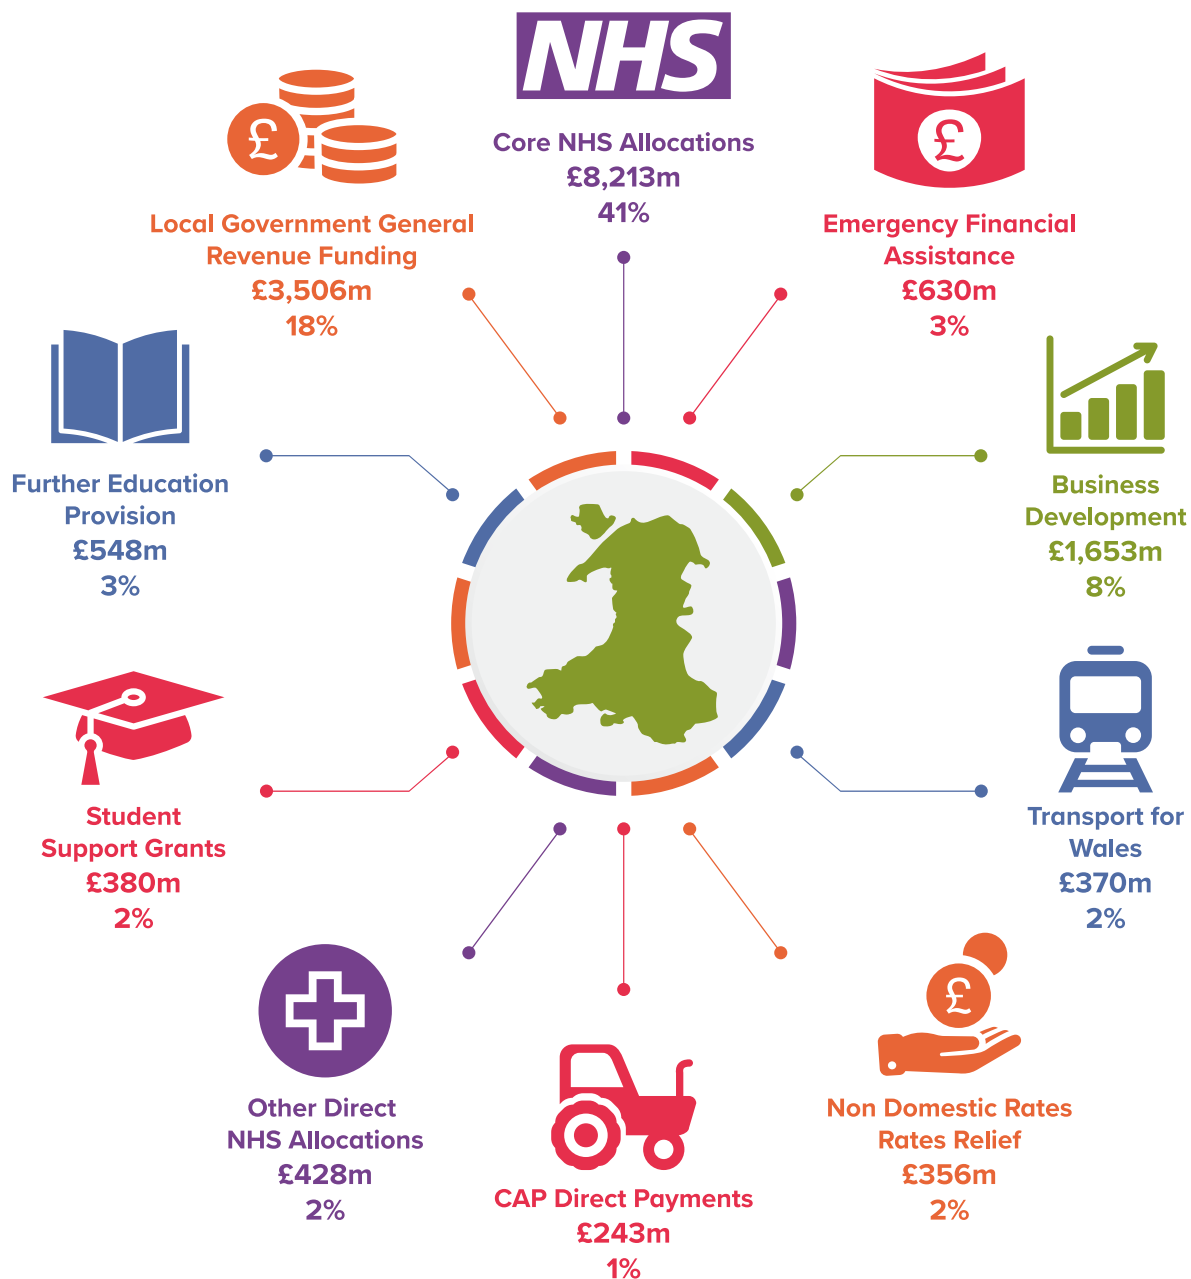 NHS
Core NHS Allocations
£8,213m
41%
£
Local Government General
Revenue Funding
£3,506m
18%
£
Emergency Financial
Assistance
£630m
3%
Further Education
Provision
£548m
3%
Business
Development
£1,653m
8%
Student
Support Grants
£380m
2%
Transport for
Wales
£370m
2%
Other Direct
NHS Allocations
£428m
2%
CAP Direct Payments
£243m
1%
£
Non Domestic Rates
Rates Relief
£356m
2%